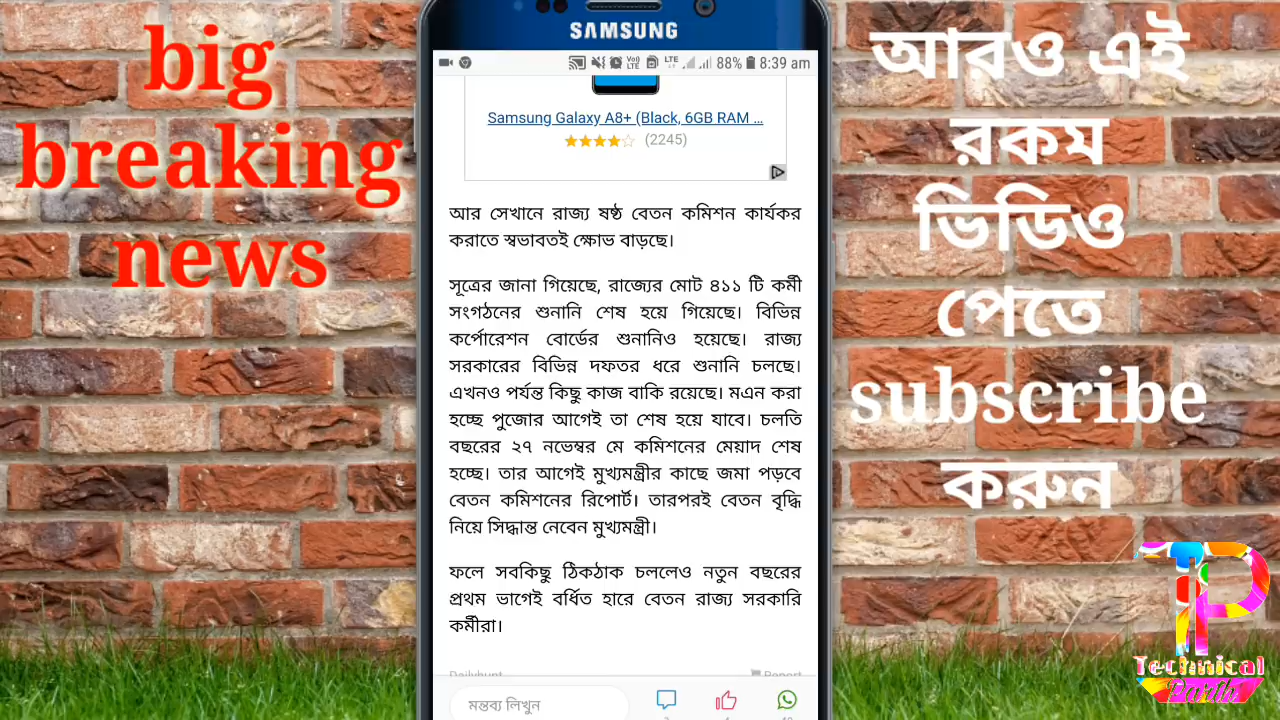 big
breaking
news
SAMSUNG
88% 8:39 am
Samsung Galaxy A8+ (Black, 6GB RAM ...
(2245)
আর সেখানে রাজ্য ষষ্ঠ বেতন কমিশন কার্যকর
করাতে স্বভাবতই ক্ষোভ বাড়ছে।
সূত্রের জানা গিয়েছে, রাজ্যের মোট ৪১১ টি কর্মী
সংগঠনের শুনানি শেষ হয়ে গিয়েছে। বিভিন্ন
কর্পোরেশন বোর্ডের শুনানিও হয়েছে। রাজ্য
সরকারের বিভিন্ন দফতর ধরে শুনানি চলছে।
এখনও পর্যন্ত কিছু কাজ বাকি রয়েছে। মএন করা
হচ্ছে পুজোর আগেই তা শেষ হয়ে যাবে। চলতি
বছরের ২৭ নভেম্বর মে কমিশনের মেয়াদ শেষ
হচ্ছে। তার আগেই মুখ্যমন্ত্রীর কাছে জমা পড়বে
বেতন কমিশনের রিপোর্ট। তারপরই বেতন বৃদ্ধি
নিয়ে সিদ্ধান্ত নেবেন মুখ্যমন্ত্রী।
ফলে সবকিছু ঠিকঠাক চললেও নতুন বছরের
প্রথম ভাগেই বর্ধিত হারে বেতন রাজ্য সরকারি
কর্মীরা।
Dailyhunt Report
মন্তব্য লিখুন
আরও এই
রকম
ভিডিও
পেতে
subscribe
করুন
TP
Technical
Parth